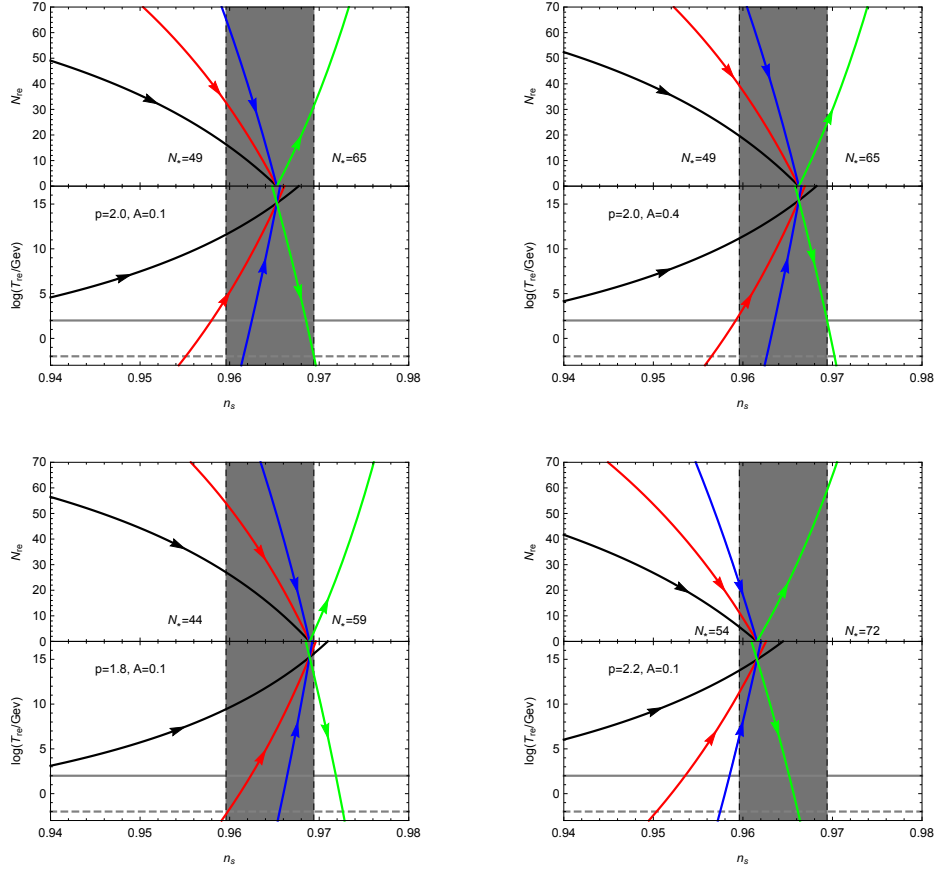 70
60
50
40
30
20
10
0
N_re
N_*=49
N_*=65
15
10
5
0
log(T_re/Gev)
p=2.0, A=0.1
0.94 0.95 0.96 0.97 0.98
n_s
70
60
50
40
30
20
10
0
N_re
N_*=49
N_*=65
15
10
5
0
log(T_re/Gev)
p=2.0, A=0.4
0.94 0.95 0.96 0.97 0.98
n_s
70
60
50
40
30
20
10
0
N_re
N_*=44
N_*=59
15
10
5
0
log(T_re/Gev)
p=1.8, A=0.1
0.94 0.95 0.96 0.97 0.98
n_s
70
60
50
40
30
20
10
0
N_re
N_*=54
N_*=72
15
10
5
0
log(T_re/Gev)
p=2.2, A=0.1
0.94 0.95 0.96 0.97 0.98
n_s